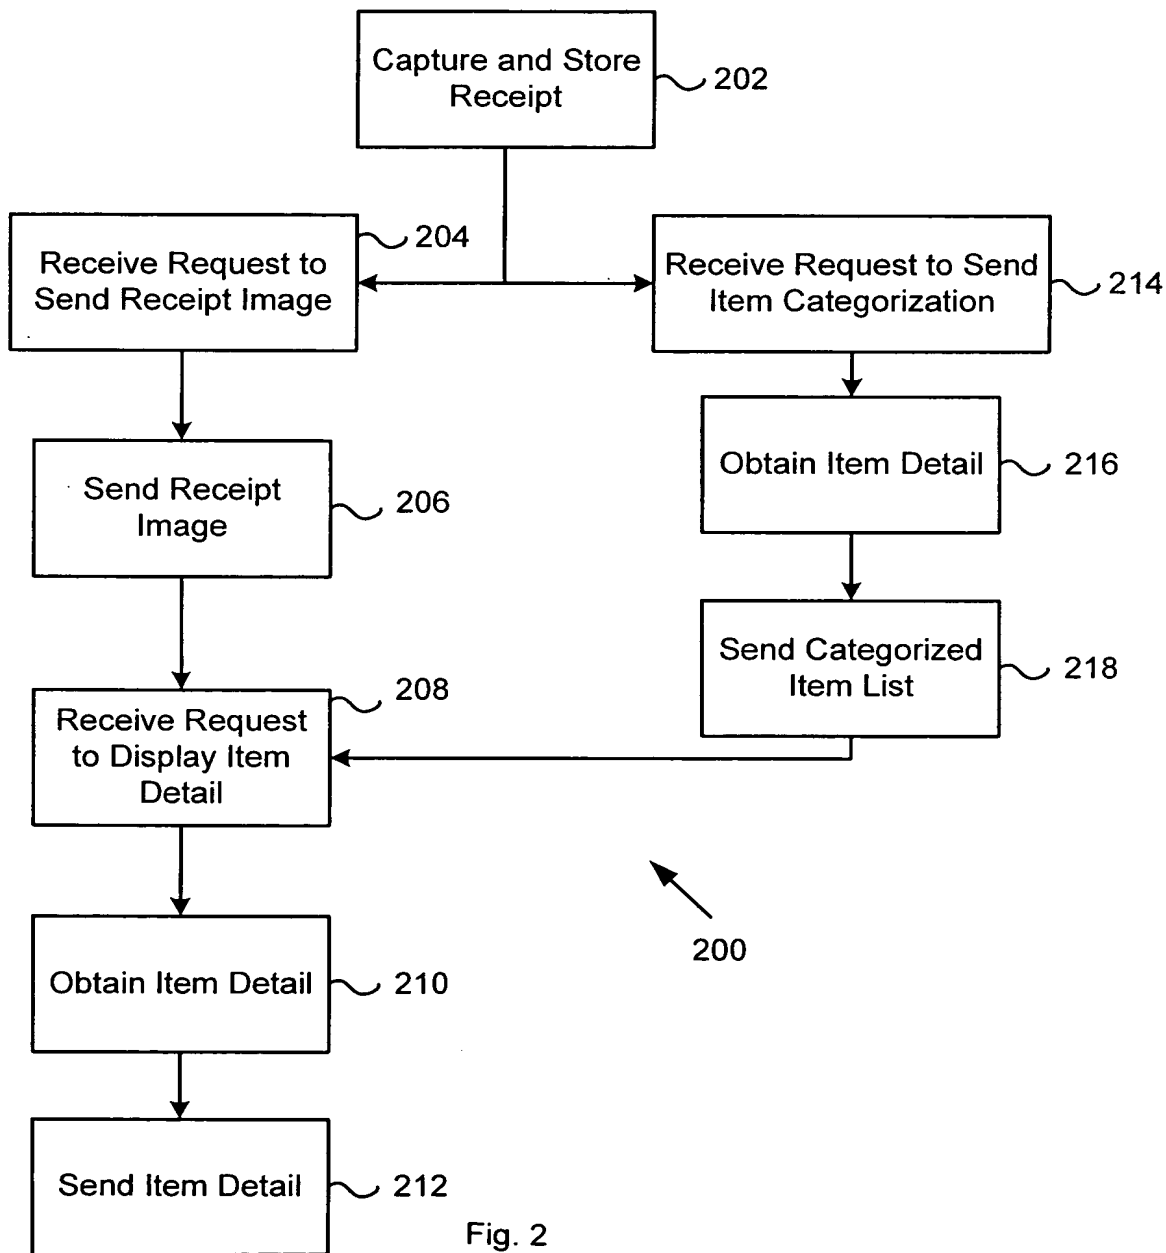 Capture and Store
Receipt
202
204
Receive Request to
Send Receipt Image
Receive Request to Send
Item Categorization
214
Send Receipt
Image
206
Obtain Item Detail
216
Send Categorized
Item List
218
208
Receive Request
to Display Item
Detail
200
Obtain Item Detail
210
Send Item Detail
212
Fig. 2